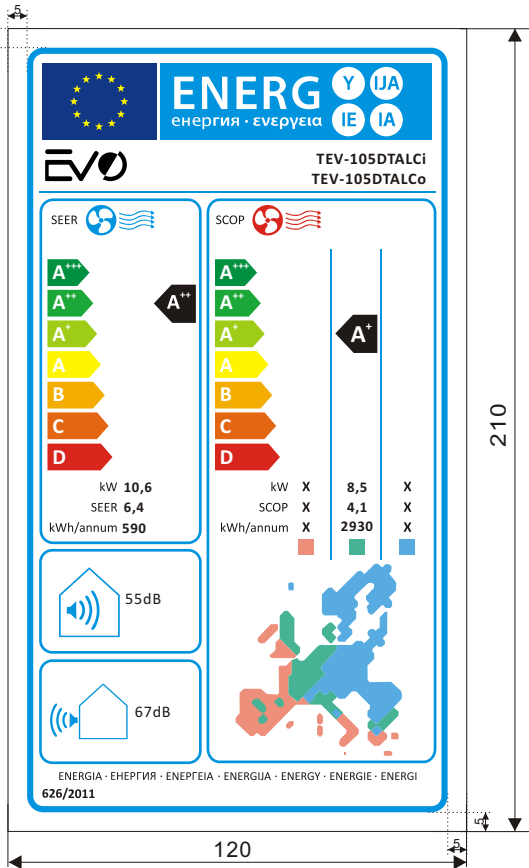 5
ENERG Y IJA
енергия · ενεργεια IE IA
EVO
TEV-105DTALCi
TEV-105DTALCo
SEER
A+++
A++
A+
A
B
C
D
A++
kW 10,6
SEER 6,4
kWh/annum 590
SCOP
A+++
A++
A+
A
B
C
D
A+
kW X 8,5 X
SCOP X 4,1 X
kWh/annum X 2930 X
55dB
67dB
ENERGIA · ЕНЕРГИЯ · ΕΝΕΡΓΕΙΑ · ENERGIJA · ENERGY · ENERGIE · ENERGI
626/2011
210
5
5
120